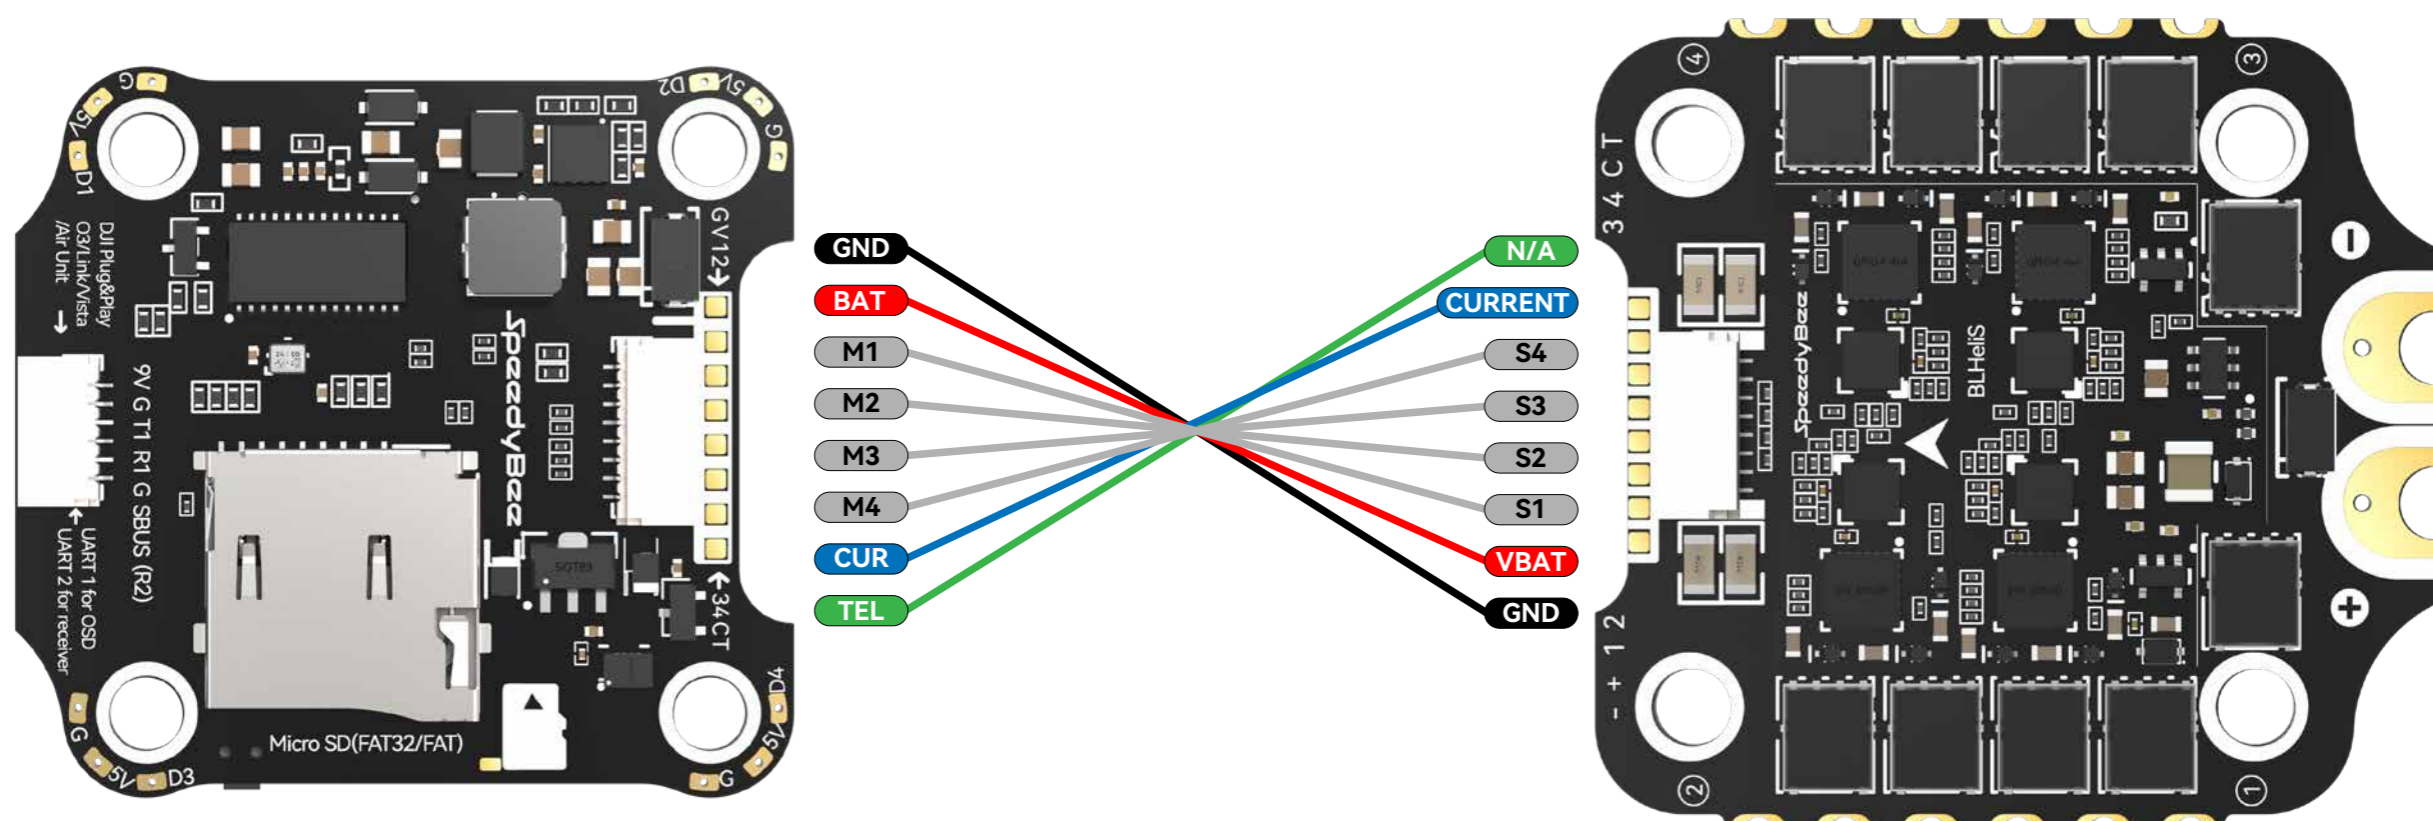 G
5V
D1
D2
5V
G
DJI Plug&Play
O3/Link/Vista
/Air Unit
9V G T1 R1 G SBUS (R2)
UART 1 for OSD
UART 2 for receiver
GV12
SpeedyBee
SOT89
34CT
G
5V
D3
Micro SD(FAT32/FAT)
D4
5V
G
GND
BAT
M1
M2
M3
M4
CUR
TEL
N/A
CURRENT
S4
S3
S2
S1
VBAT
GND
4
3
3 4 C T
SpeedyBee
BLHeliS
- + 1 2
2
1
-
+